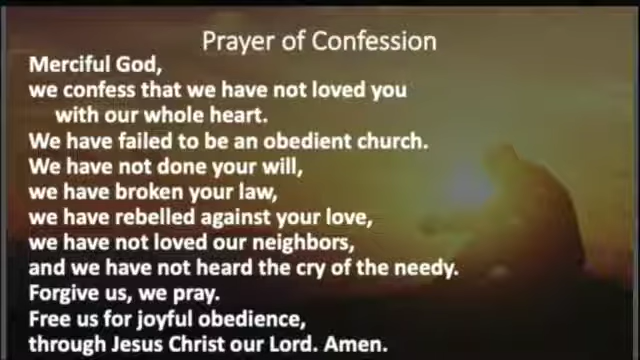 Prayer of Confession
Merciful God,
we confess that we have not loved you
with our whole heart.
We have failed to be an obedient church.
We have not done your will,
we have broken your law,
we have rebelled against your love,
we have not loved our neighbors,
and we have not heard the cry of the needy.
Forgive us, we pray.
Free us for joyful obedience,
through Jesus Christ our Lord. Amen.